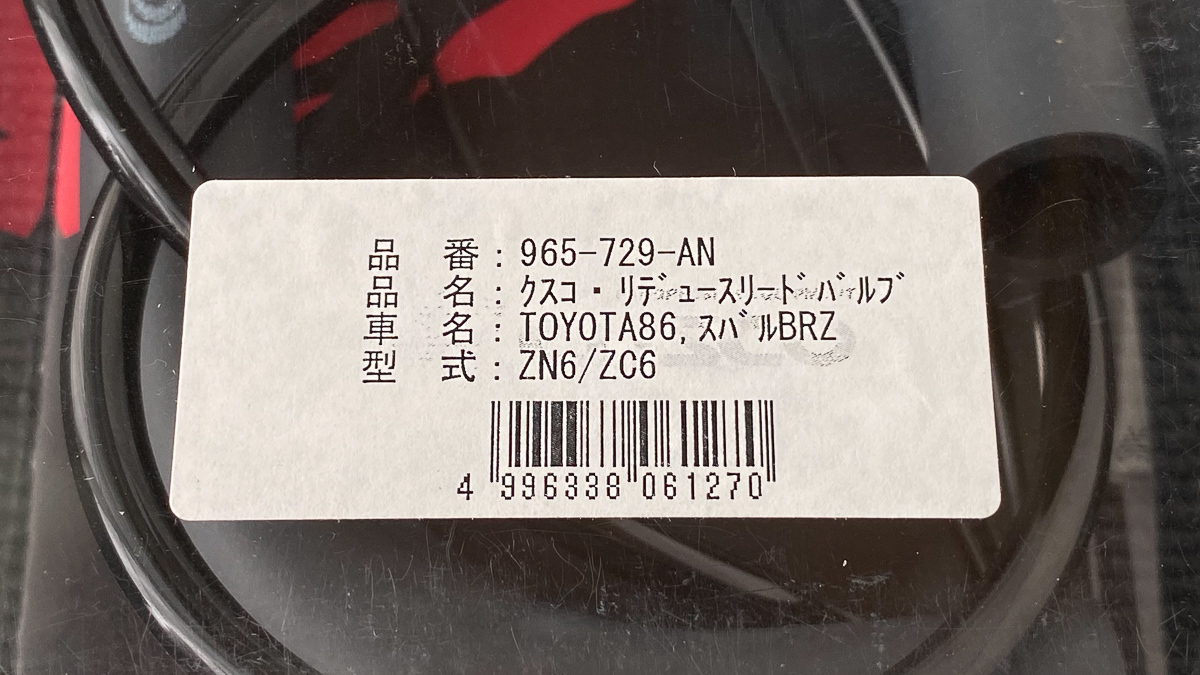 品 番：965-729-AN
品 名：ｸｽｺ・ﾘﾃﾞｭｰｽﾘｰﾄﾞﾊﾞﾙﾌﾞ
車 名：TOYOTA86,ｽﾊﾞﾙBRZ
型 式：ZN6/ZC6
4 996338 061270